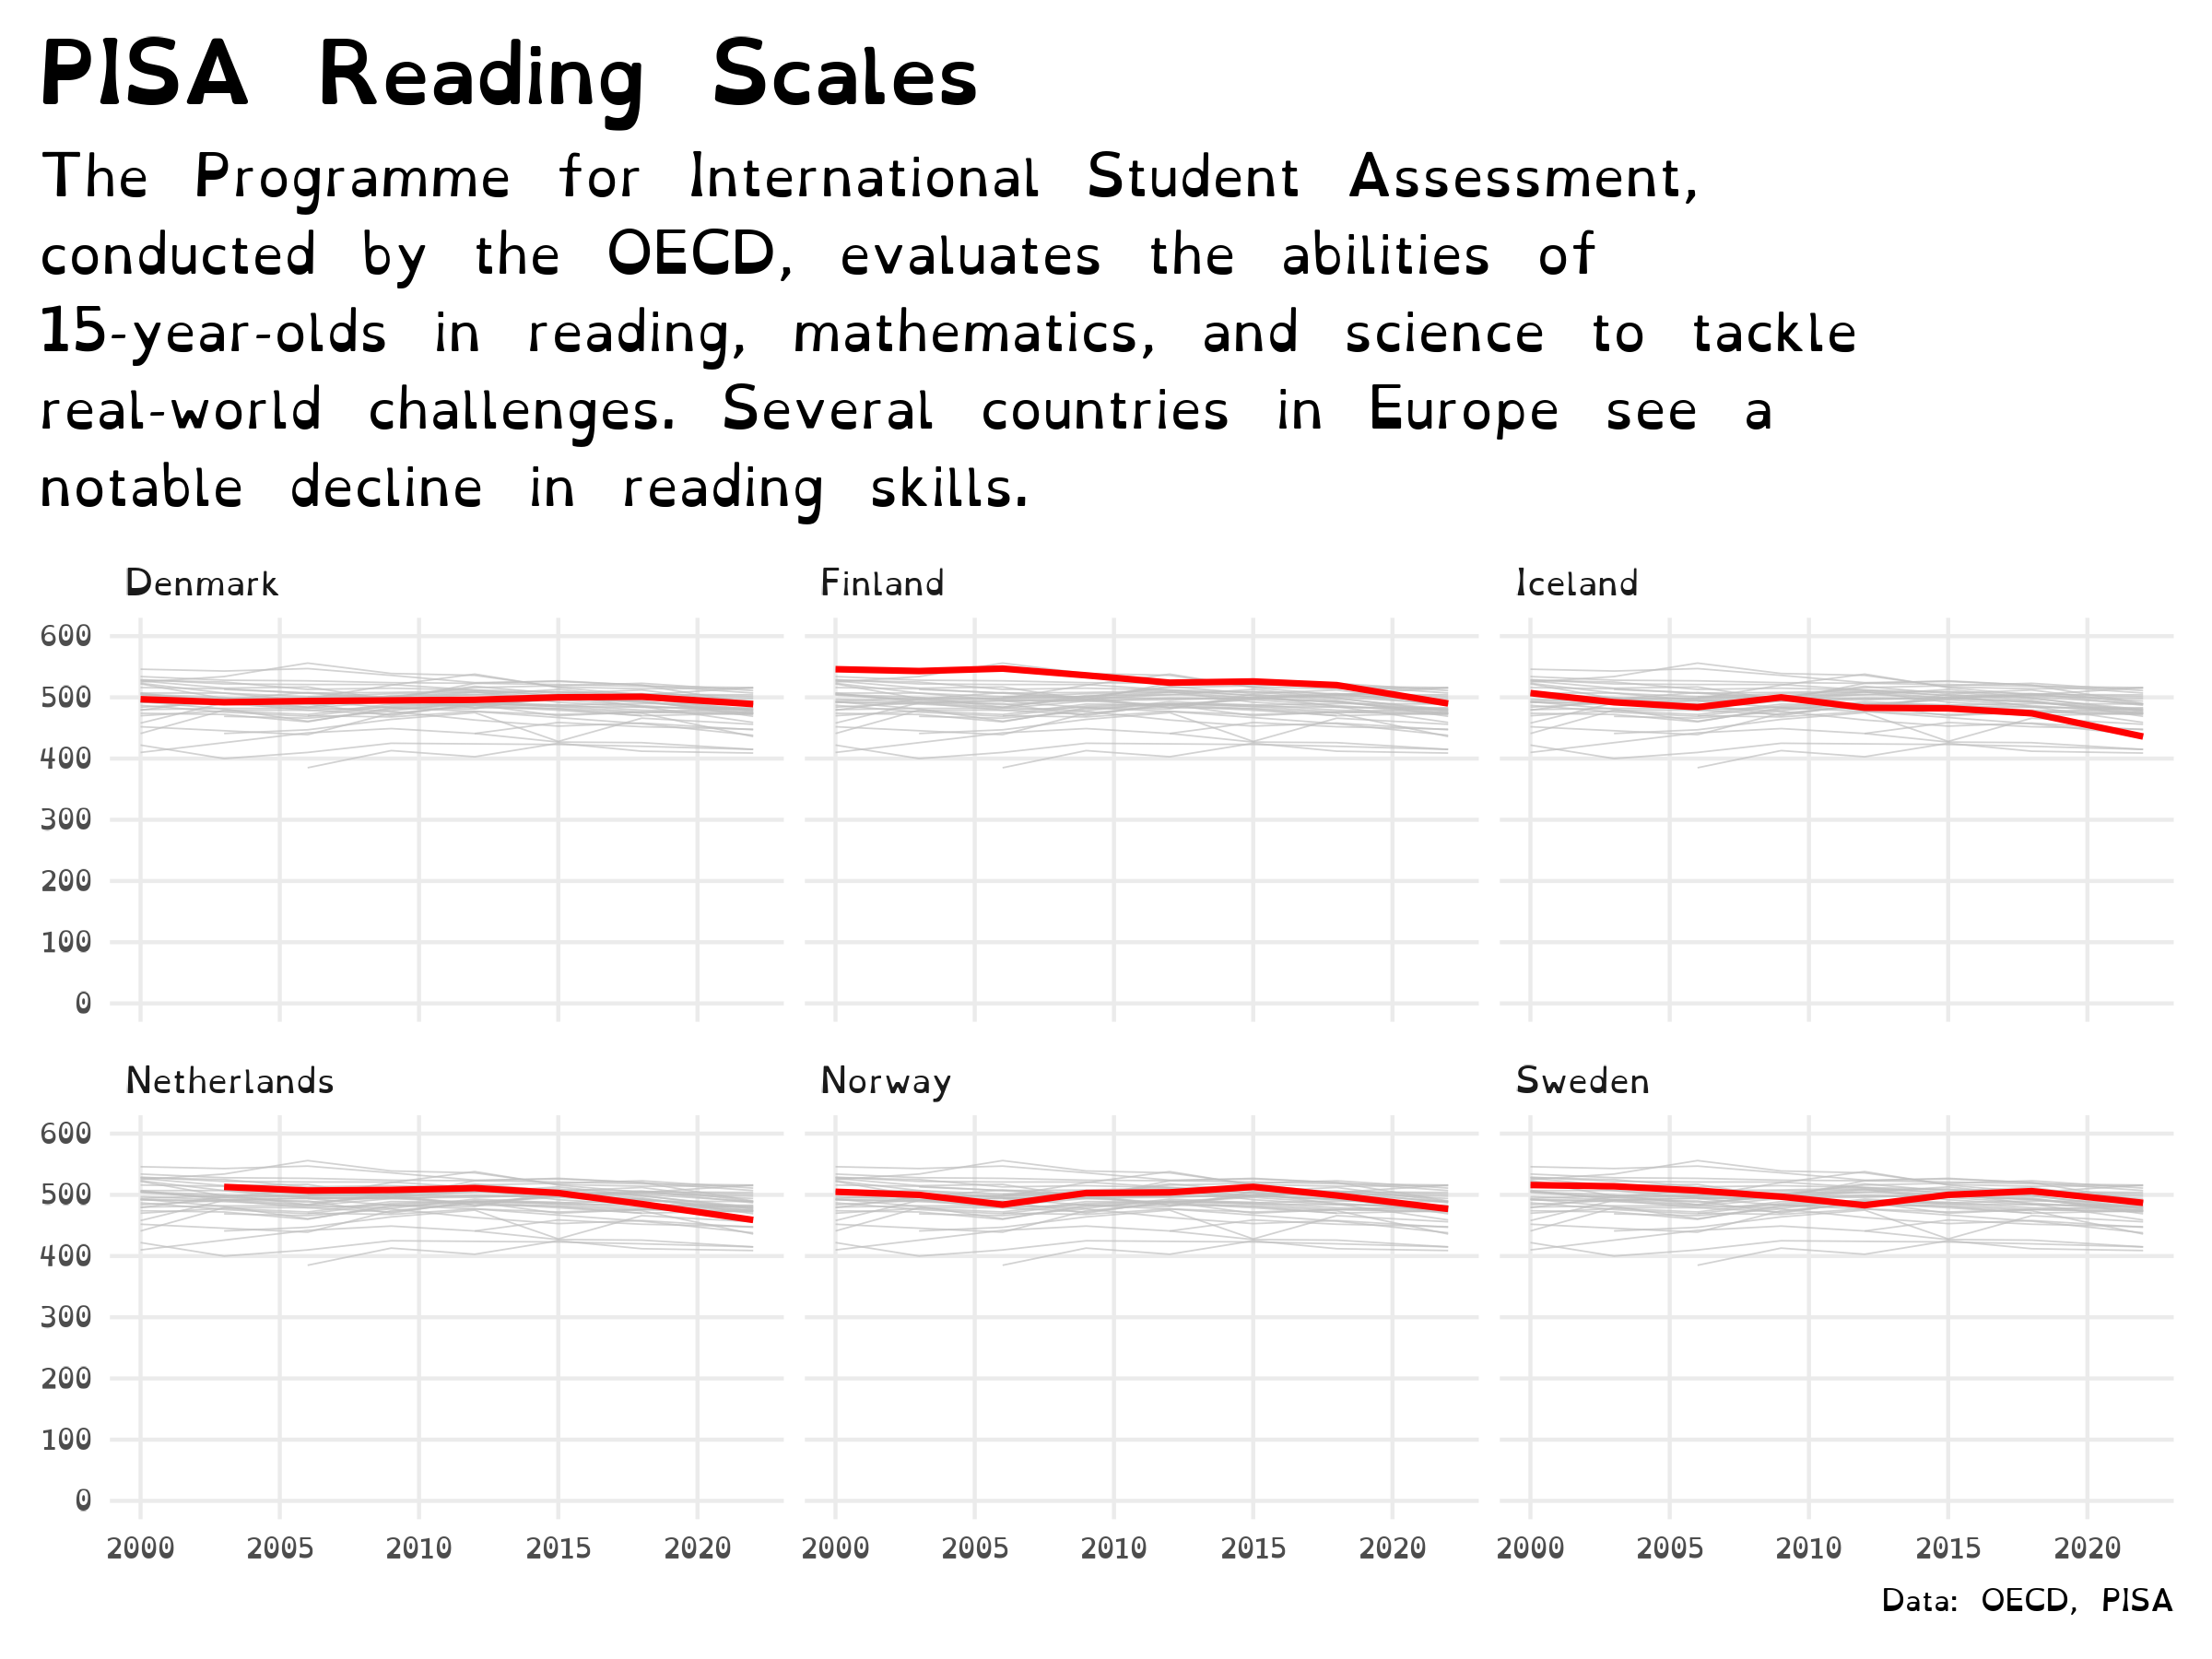 PISA Reading Scales
The Programme for International Student Assessment,
conducted by the OECD, evaluates the abilities of
15-year-olds in reading, mathematics, and science to tackle
real-world challenges. Several countries in Europe see a
notable decline in reading skills.
Denmark Finland Iceland
600
500
400
300
200
100
0
Netherlands Norway Sweden
600
500
400
300
200
100
0
2000 2005 2010 2015 2020 2000 2005 2010 2015 2020 2000 2005 2010 2015 2020
Data: OECD, PISA